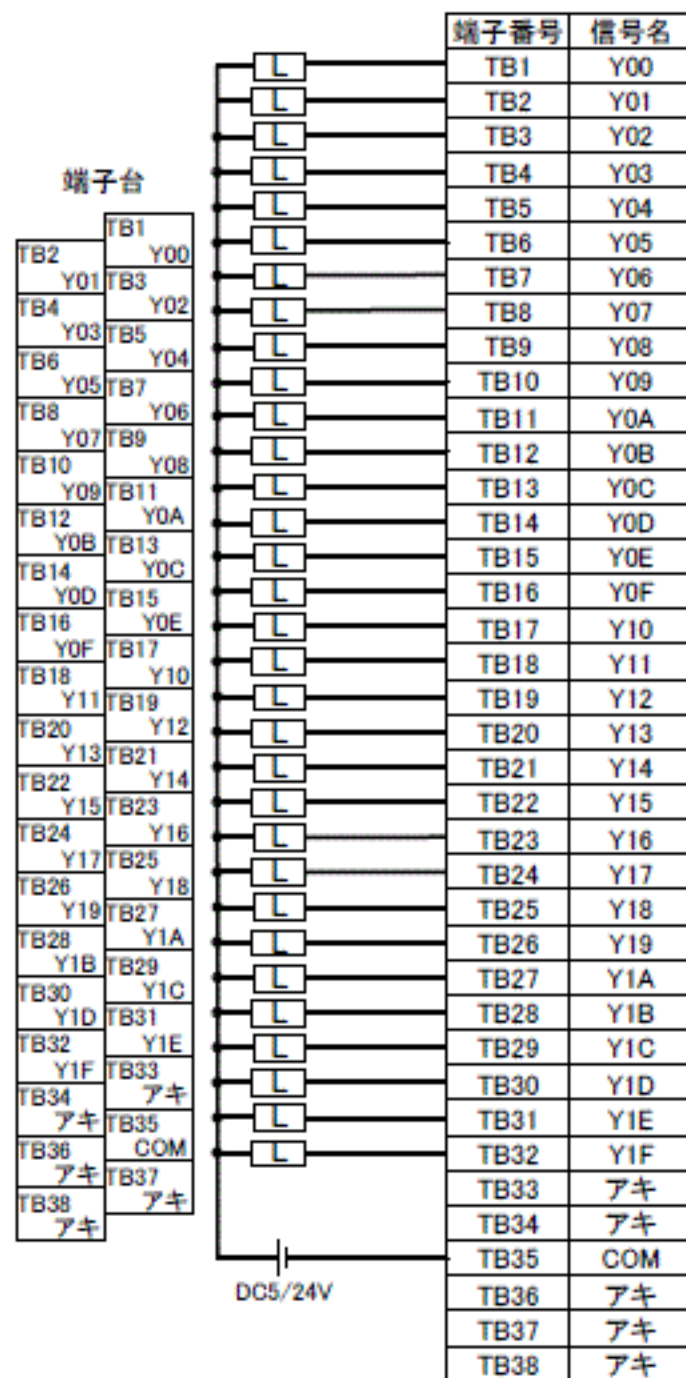 端子番号 信号名
L TB1 Y00
L TB2 Y01
L TB3 Y02
L TB4 Y03
L TB5 Y04
L TB6 Y05
L TB7 Y06
L TB8 Y07
L TB9 Y08
L TB10 Y09
L TB11 Y0A
L TB12 Y0B
L TB13 Y0C
L TB14 Y0D
L TB15 Y0E
L TB16 Y0F
L TB17 Y10
L TB18 Y11
L TB19 Y12
L TB20 Y13
L TB21 Y14
L TB22 Y15
L TB23 Y16
L TB24 Y17
L TB25 Y18
L TB26 Y19
L TB27 Y1A
L TB28 Y1B
L TB29 Y1C
L TB30 Y1D
L TB31 Y1E
L TB32 Y1F
TB33 アキ
TB34 アキ
TB35 COM
TB36 アキ
TB37 アキ
TB38 アキ
DC5/24V
端子台
TB1
Y00
TB2
Y01
TB3
Y02
TB4
Y03
TB5
Y04
TB6
Y05
TB7
Y06
TB8
Y07
TB9
Y08
TB10
Y09
TB11
Y0A
TB12
Y0B
TB13
Y0C
TB14
Y0D
TB15
Y0E
TB16
Y0F
TB17
Y10
TB18
Y11
TB19
Y12
TB20
Y13
TB21
Y14
TB22
Y15
TB23
Y16
TB24
Y17
TB25
Y18
TB26
Y19
TB27
Y1A
TB28
Y1B
TB29
Y1C
TB30
Y1D
TB31
Y1E
TB32
Y1F
TB33
アキ
TB34
アキ
TB35
COM
TB36
アキ
TB37
アキ
TB38
アキ